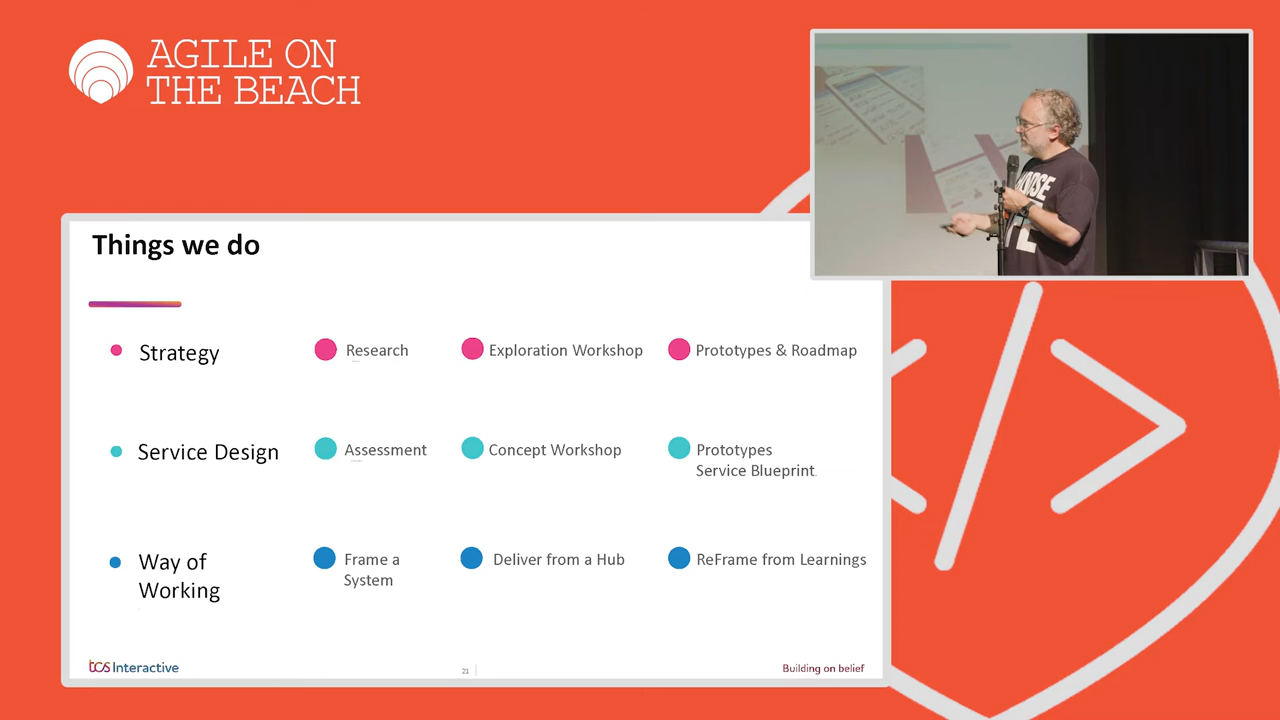 AGILE ON
THE BEACH
Things we do
Strategy
Research
Exploration Workshop
Prototypes & Roadmap
Service Design
Assessment
Concept Workshop
Prototypes
Service Blueprint
Way of
Working
Frame a
System
Deliver from a Hub
ReFrame from Learnings
tcs Interactive
21
Building on belief